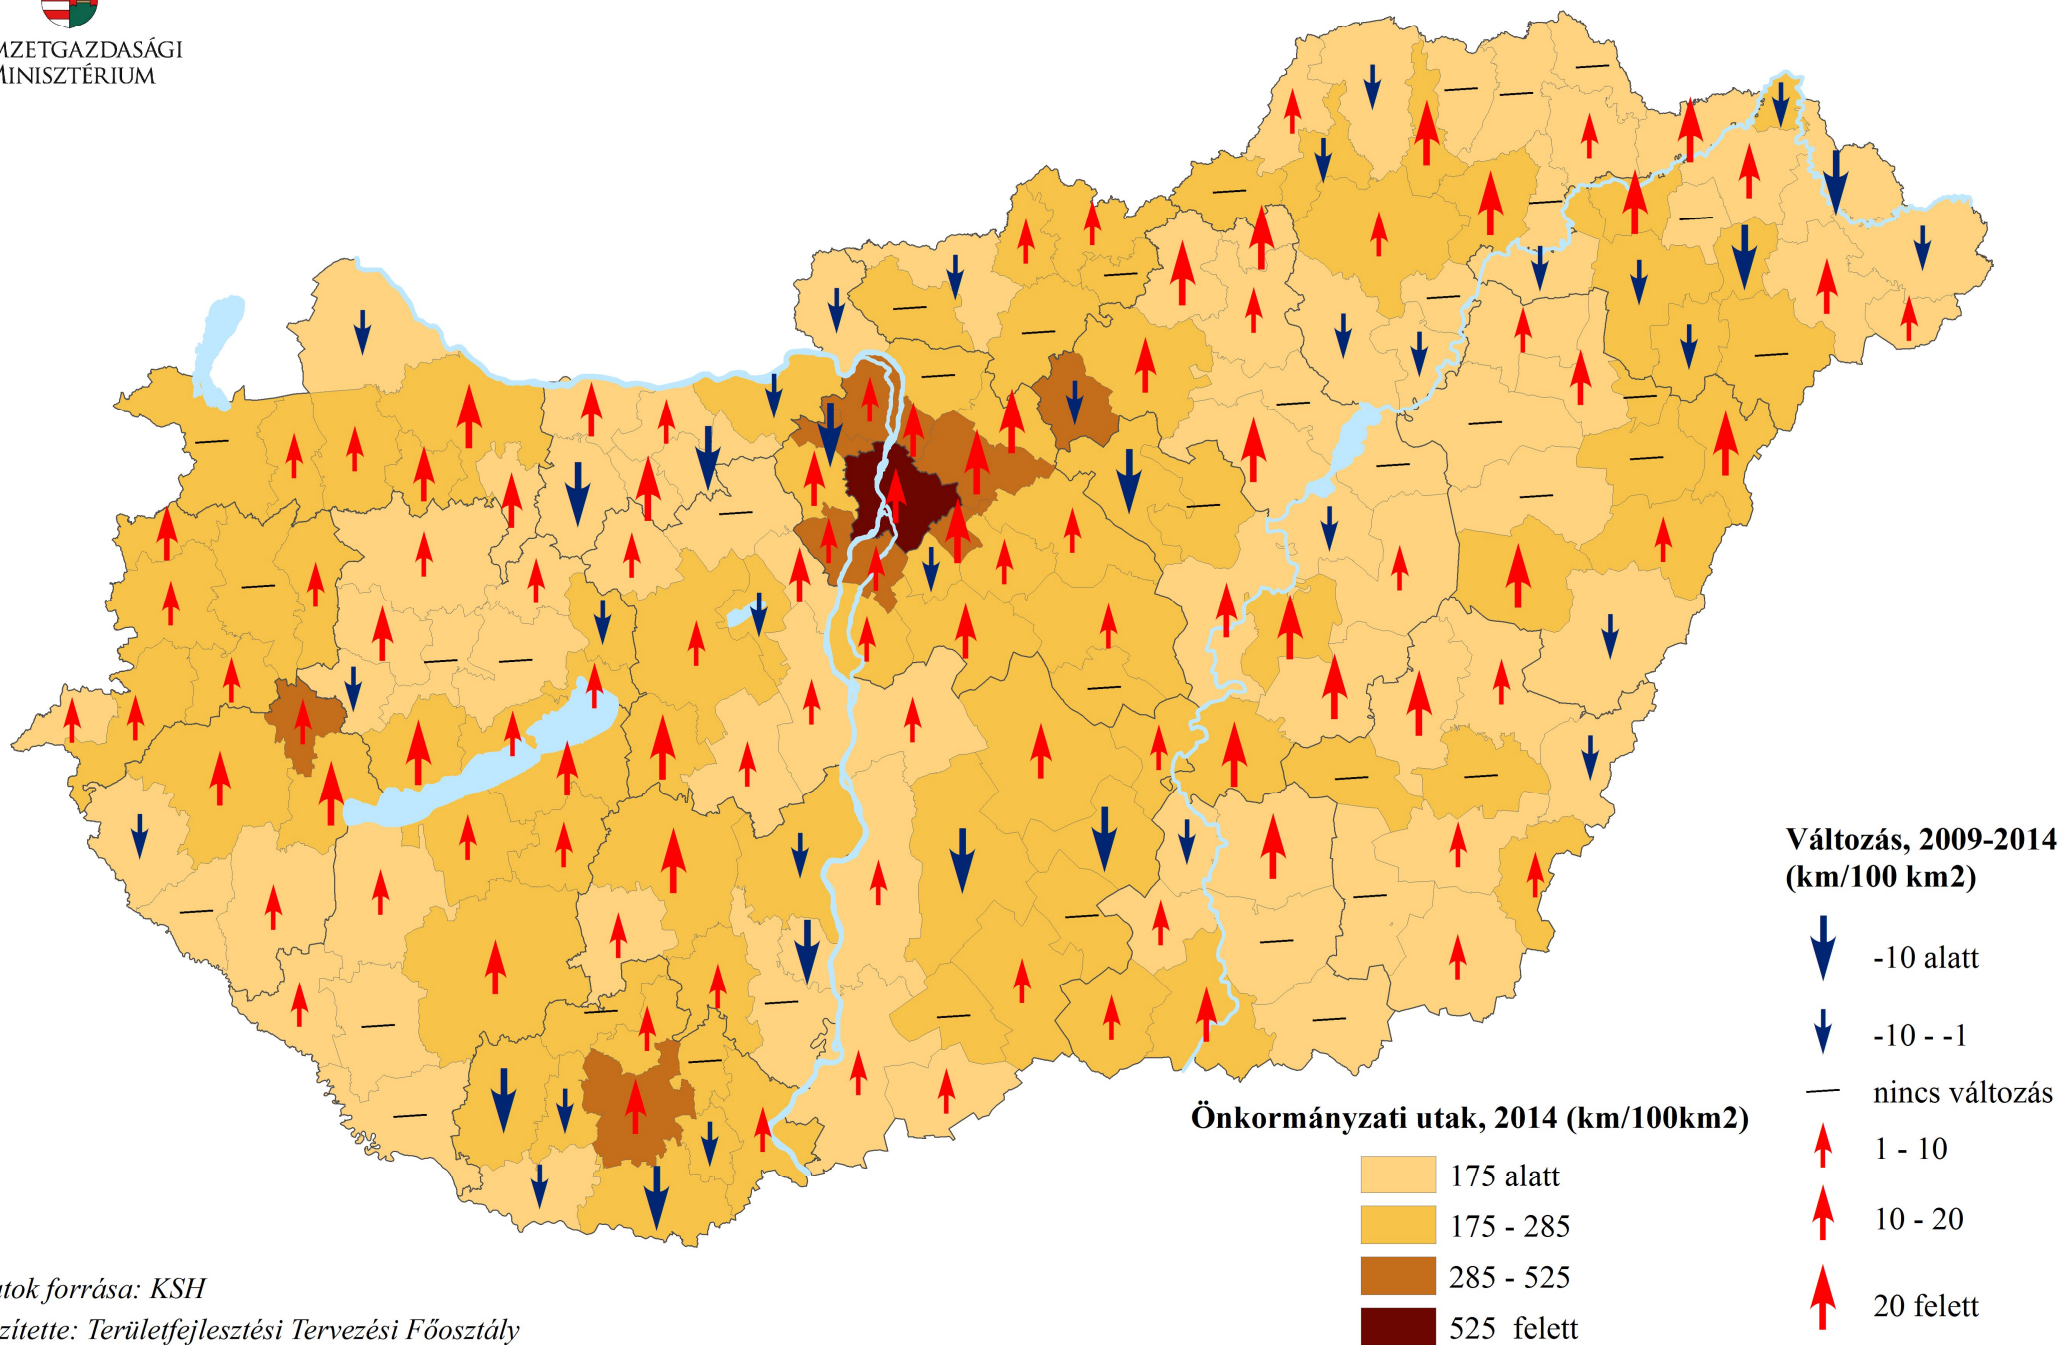 MZETGAZDASÁGI
MINISZTÉRIUM
Változás, 2009-2014
(km/100 km2)
-10 alatt
-10 - -1
nincs változás
1 - 10
10 - 20
20 felett
Önkormányzati utak, 2014 (km/100km2)
175 alatt
175 - 285
285 - 525
525 felett
atok forrása: KSH
zítette: Területfejlesztési Tervezési Főosztály